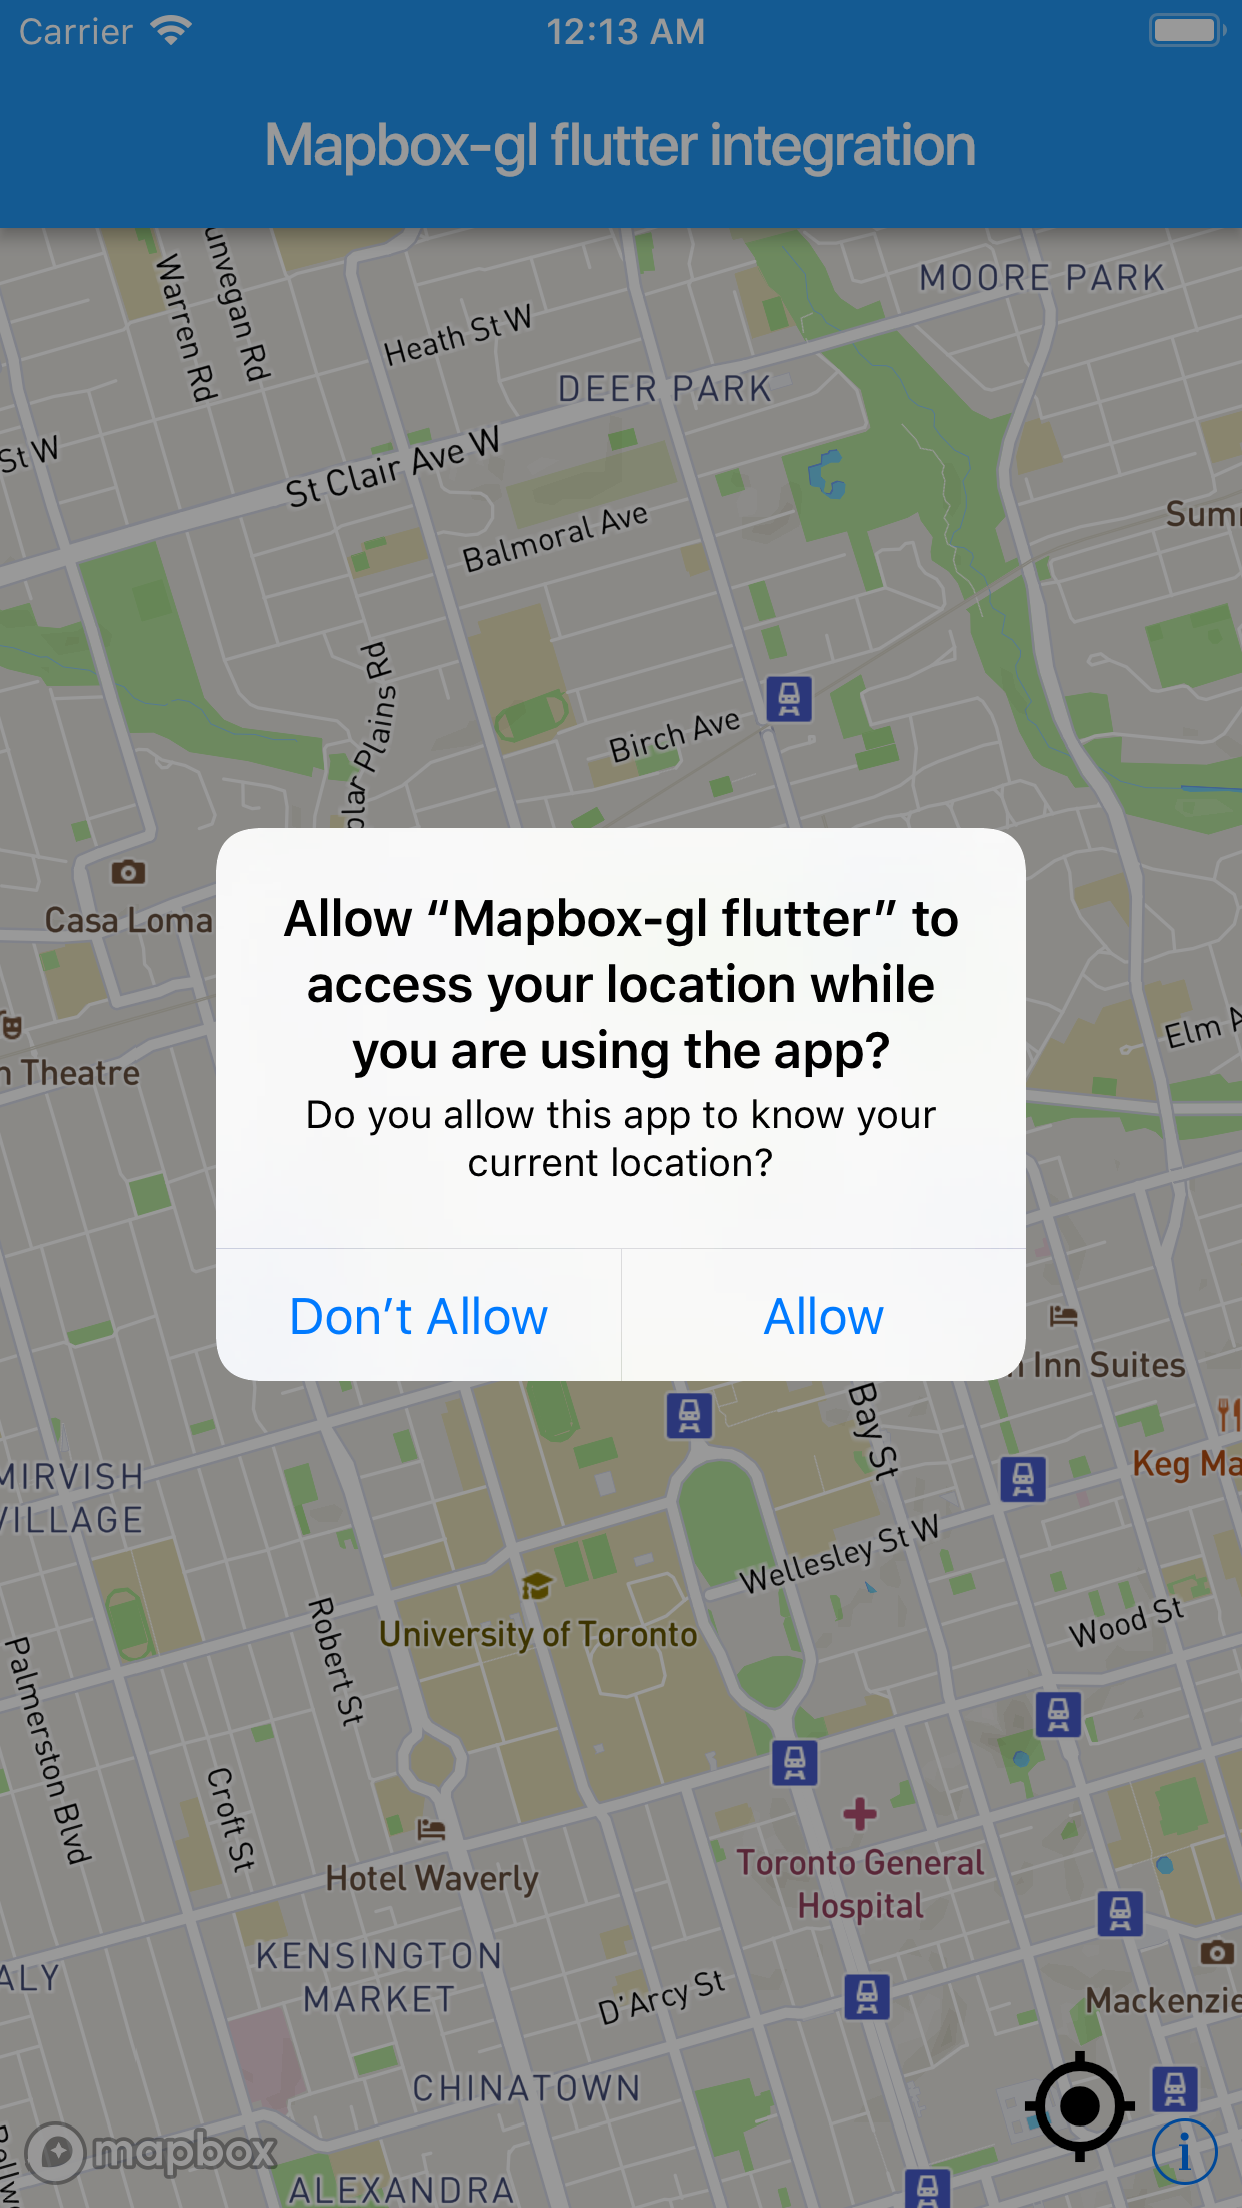 Carrier
12:13 AM
Mapbox-gl flutter integration
unvegan Rd
Warren Rd
MOORE PARK
Heath St W
DEER PARK
St W
St Clair Ave W
Balmoral Ave
Plains Rd
Birch Ave
Casa Loma
Theatre
Allow “Mapbox-gl flutter” to
access your location while
you are using the app?
Do you allow this app to know your
current location?
Don’t Allow
Allow
Elm
Inn Suites
Bay St
Keg
MIRVISH
VILLAGE
Wellesley St W
University of Toronto
Robert St
Wood St
Palmerston Blvd
Croft St
Hotel Waverly
Toronto General
Hospital
KENSINGTON
MARKET
ALY
D'Arcy St
Mackenzie
CHINATOWN
mapbox
ALEXANDRA